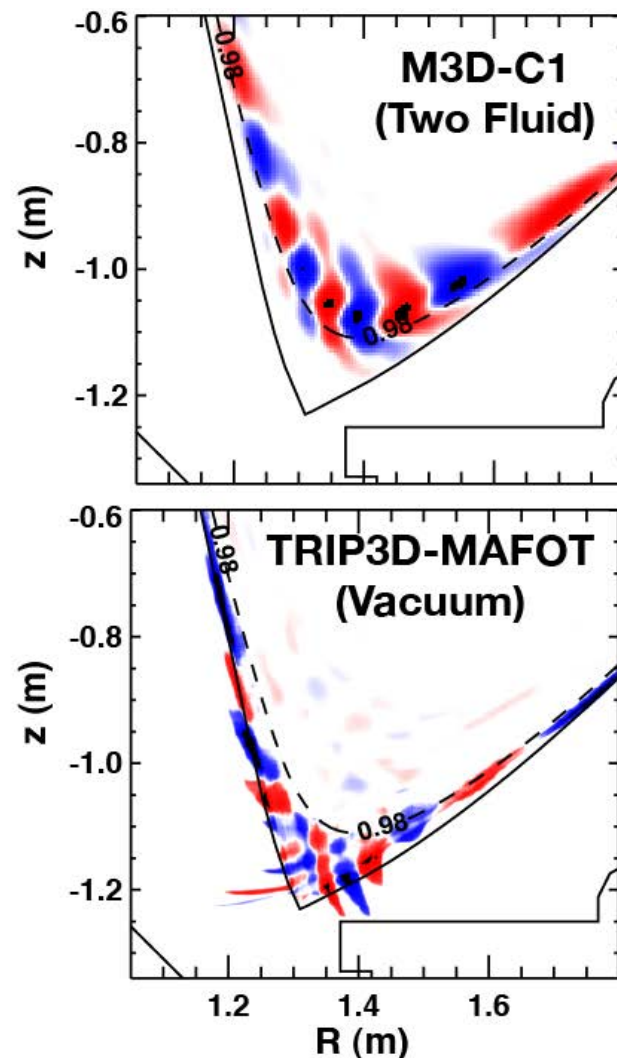 -0.6
0.98
M3D-C1
(Two Fluid)
-0.8
z (m)
-1.0
0.98
-1.2
-0.6
0.98
TRIP3D-MAFOT
(Vacuum)
-0.8
z (m)
-1.0
0.98
-1.2
1.2 1.4 1.6
R (m)